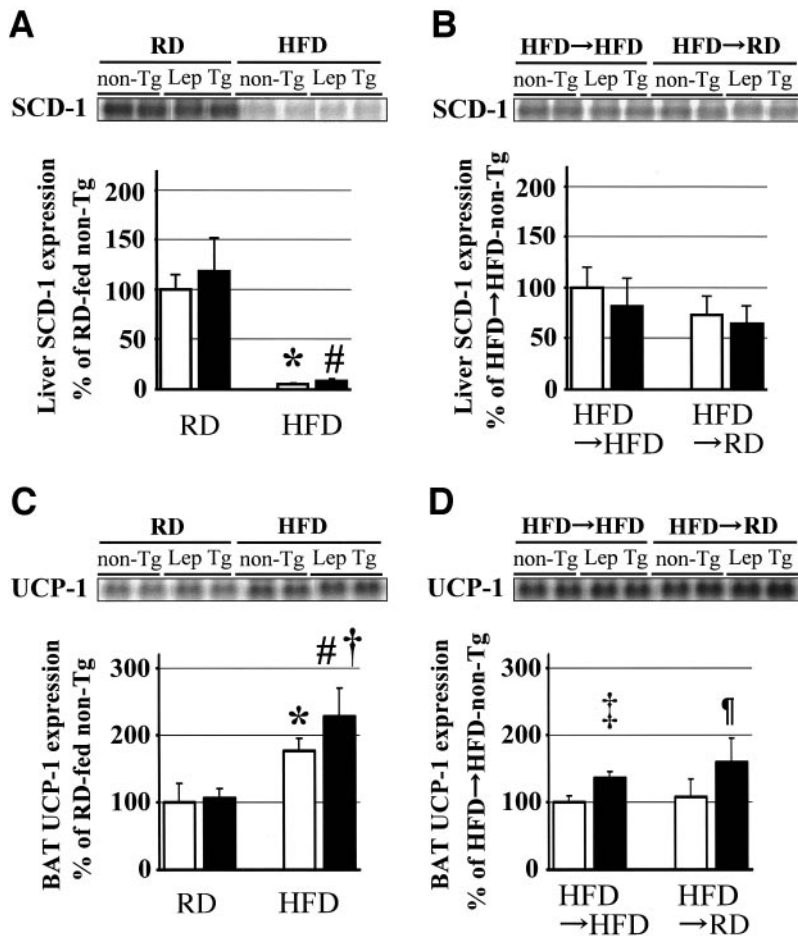 A
RD HFD
non-Tg Lep Tg non-Tg Lep Tg
SCD-1
Liver SCD-1 expression
% of RD-fed non-Tg
200
150
100
50
0
* #
RD HFD
B
HFD→HFD HFD→RD
non-Tg Lep Tg non-Tg Lep Tg
SCD-1
Liver SCD-1 expression
% of HFD→HFD-non-Tg
200
150
100
50
0
HFD HFD
→HFD →RD
C
RD HFD
non-Tg Lep Tg non-Tg Lep Tg
UCP-1
BAT UCP-1 expression
% of RD-fed non-Tg
300
200
100
0
# †
*
RD HFD
D
HFD→HFD HFD→RD
non-Tg Lep Tg non-Tg Lep Tg
UCP-1
BAT UCP-1 expression
% of HFD→HFD-non-Tg
300
200
100
0
‡ ¶
HFD HFD
→HFD →RD